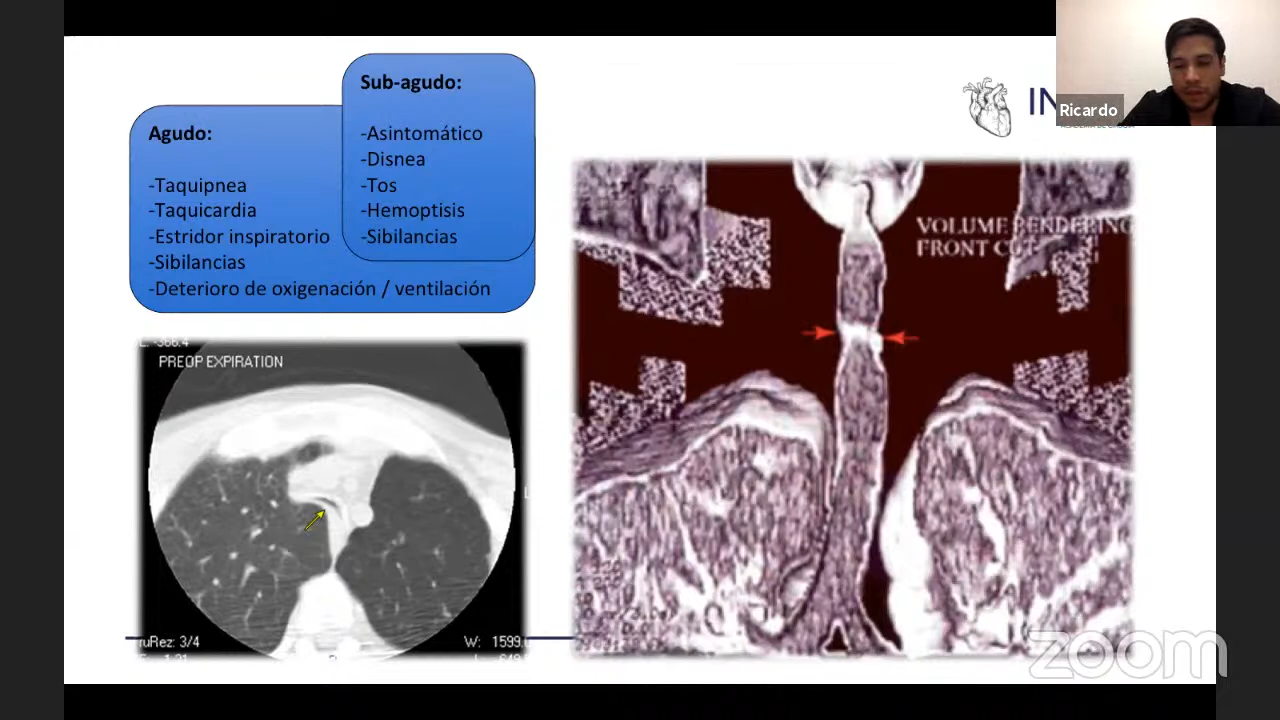 Sub-agudo:
-Asintomático
-Disnea
-Tos
-Hemoptisis
-Sibilancias
Agudo:
-Taquipnea
-Taquicardia
-Estridor inspiratorio
-Sibilancias
-Deterioro de oxigenación / ventilación
Ricardo
VOLUME RENDERING
FRONT CUT
L: -366.4
PREOP EXPIRATION
ruRez: 3/4
W: 1599.
zoom